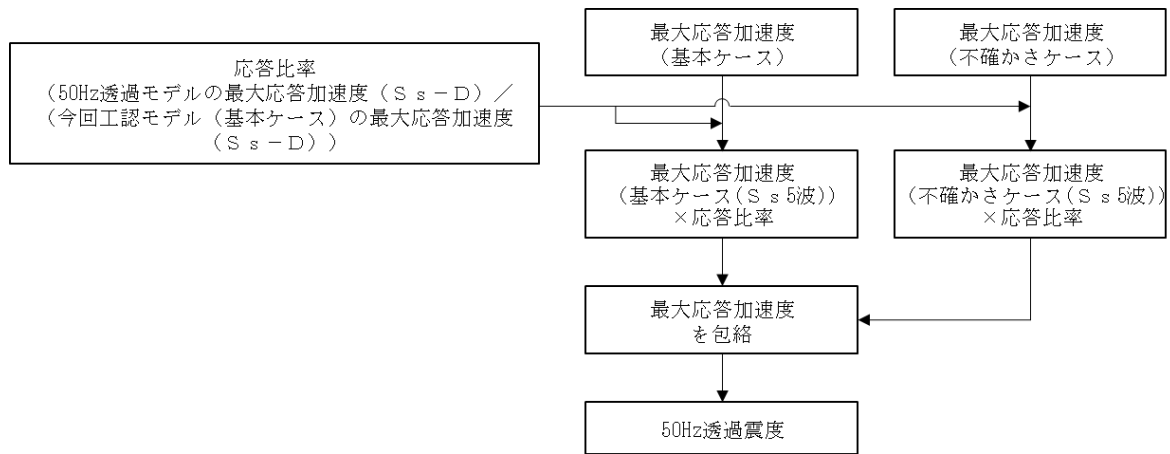 最大応答加速度
（基本ケース）
最大応答加速度
（不確かさケース）
応答比率
（50Hz透過モデルの最大応答加速度（Ｓｓ－Ｄ）／
（今回工認モデル（基本ケース）の最大応答加速度
（Ｓｓ－Ｄ））
最大応答加速度
（基本ケース（Ｓｓ5波））
×応答比率
最大応答加速度
（不確かさケース（Ｓｓ5波））
×応答比率
最大応答加速度
を包絡
50Hz透過震度